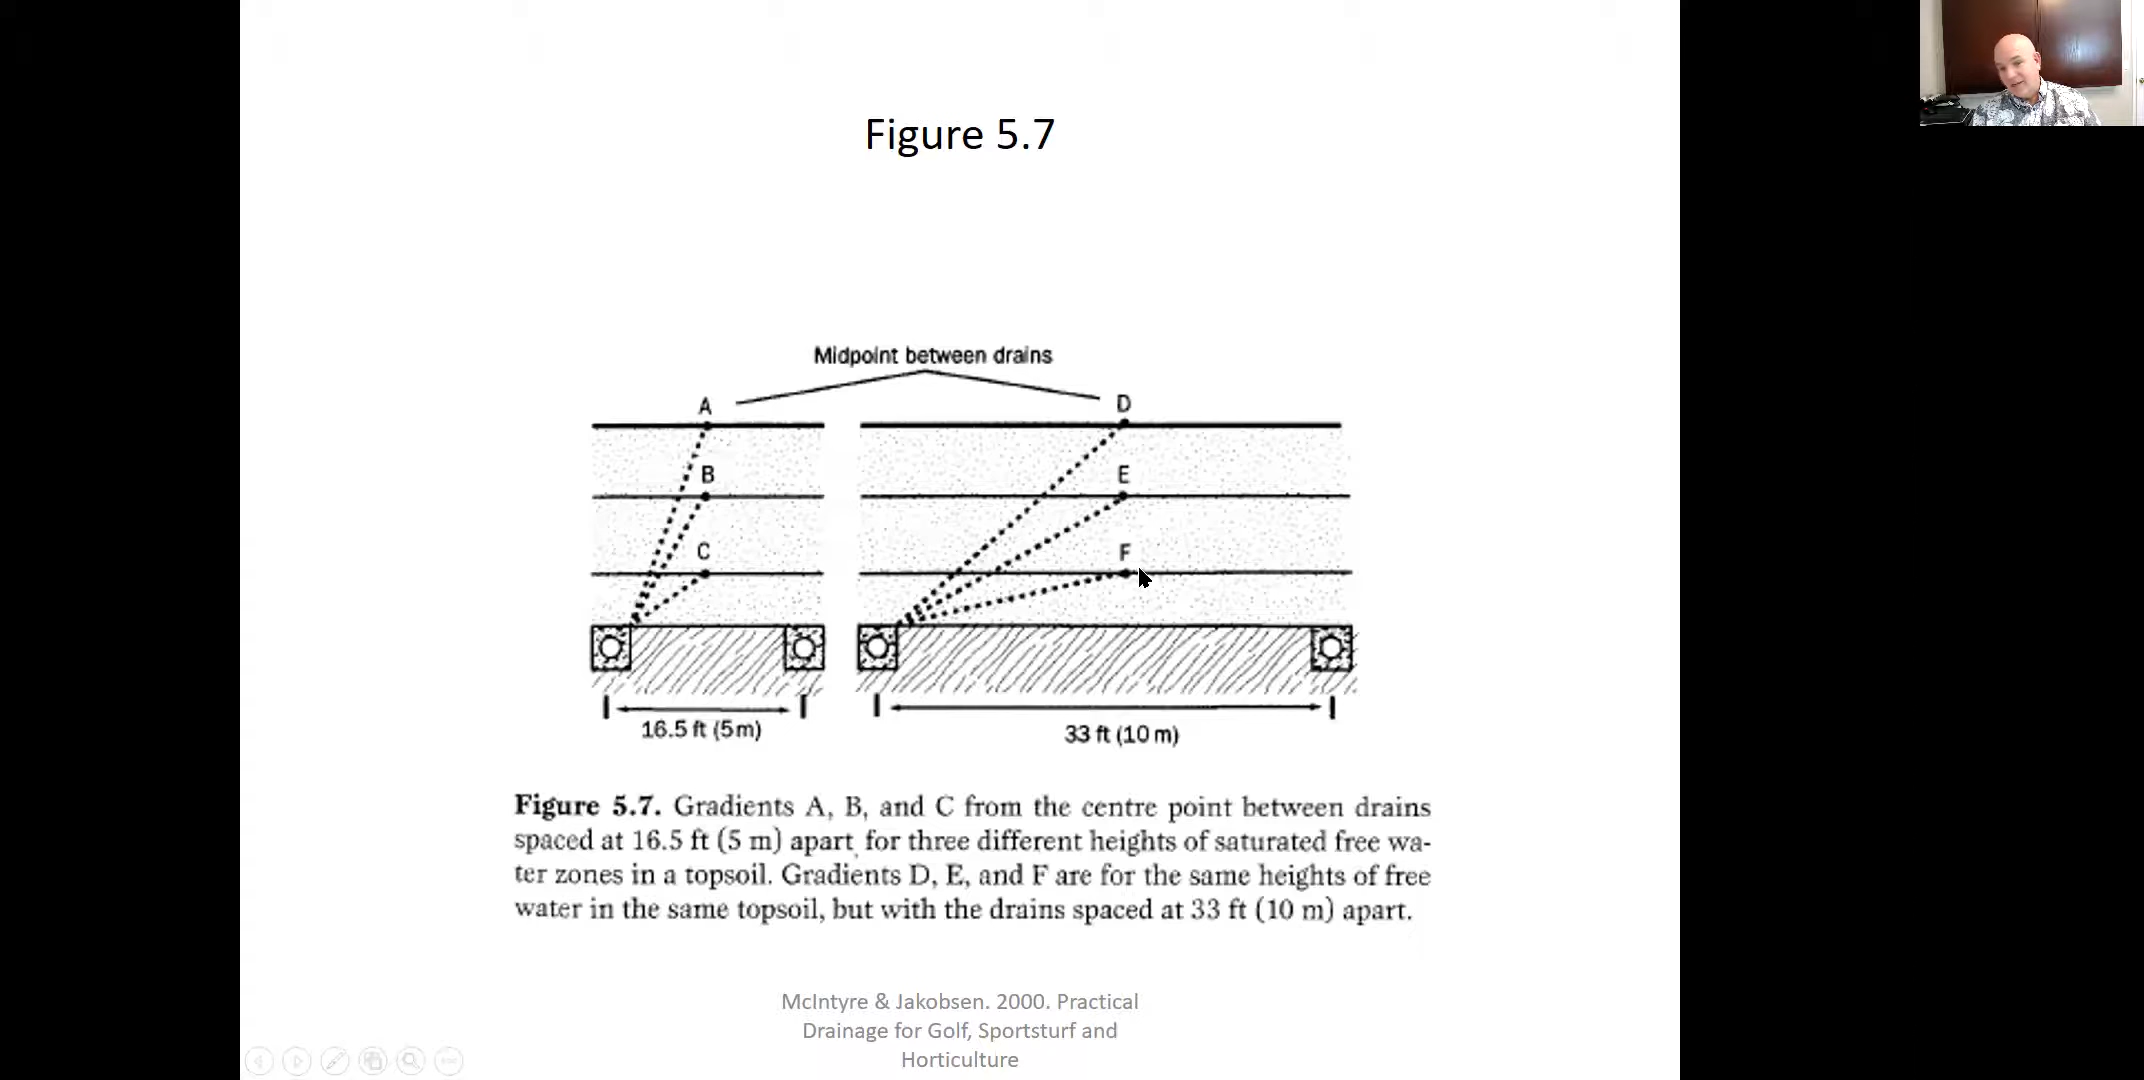 Figure 5.7
Midpoint between drains
A
D
B
E
C
F
16.5 ft (5m)
33 ft (10 m)
Figure 5.7. Gradients A, B, and C from the centre point between drains
spaced at 16.5 ft (5 m) apart for three different heights of saturated free wa-
ter zones in a topsoil. Gradients D, E, and F are for the same heights of free
water in the same topsoil, but with the drains spaced at 33 ft (10 m) apart.
McIntyre & Jakobsen. 2000. Practical
Drainage for Golf, Sportsturf and
Horticulture